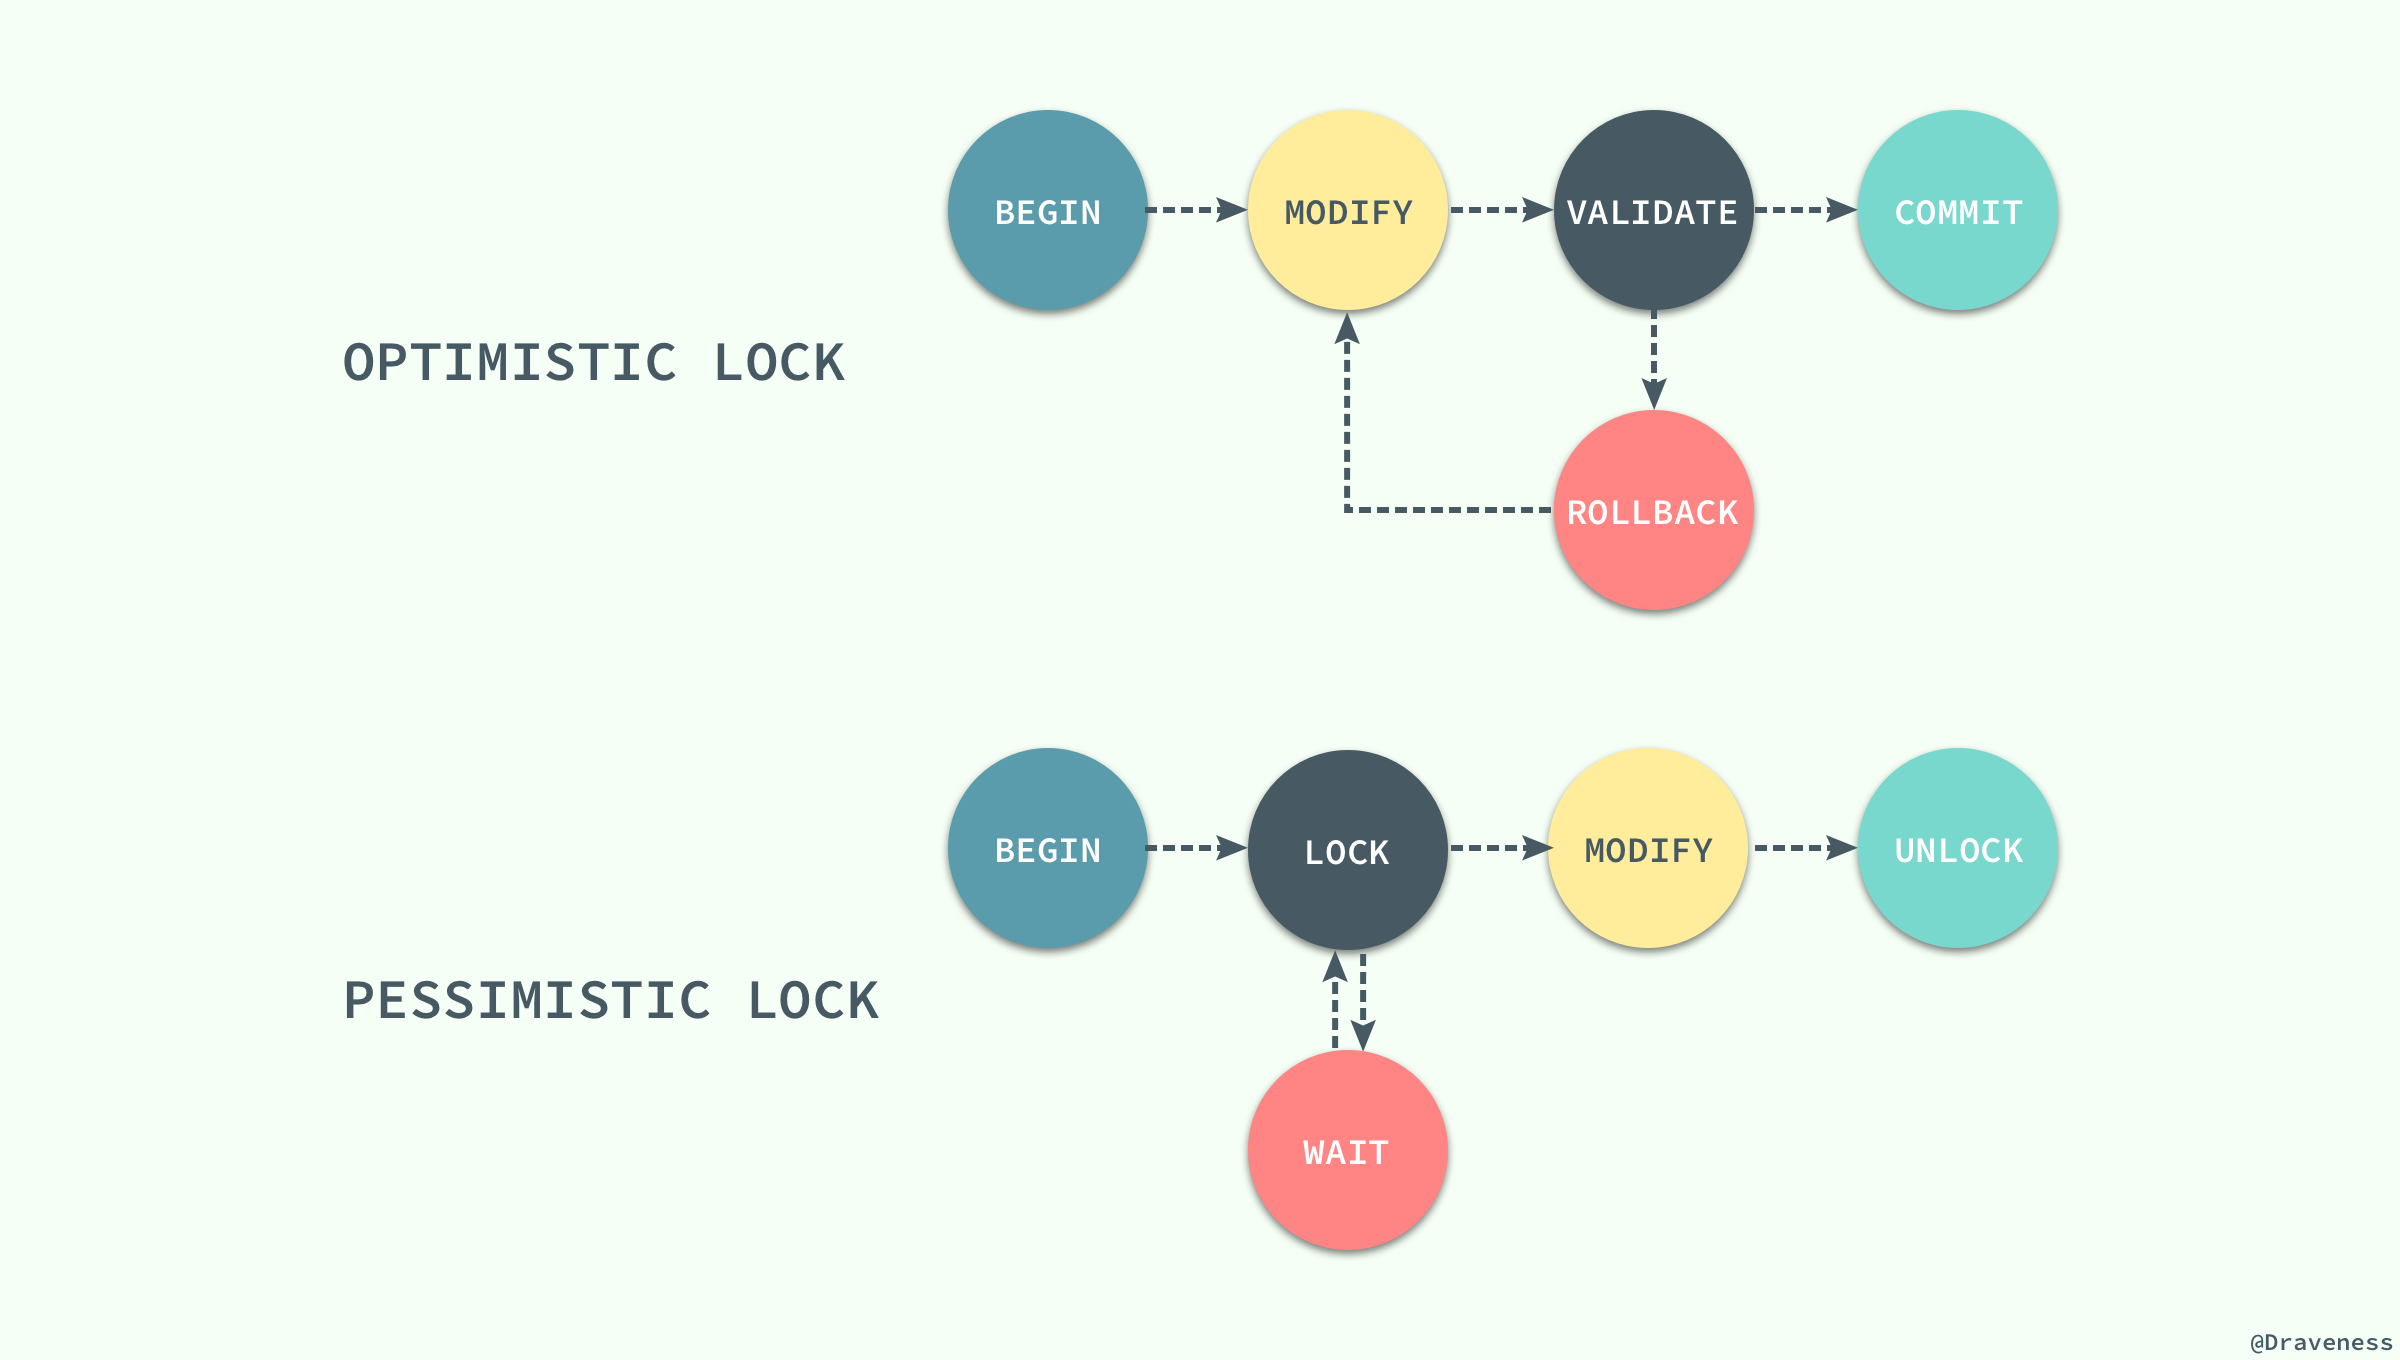 BEGIN
MODIFY
VALIDATE
COMMIT
OPTIMISTIC LOCK
ROLLBACK
BEGIN
LOCK
MODIFY
UNLOCK
PESSIMISTIC LOCK
WAIT
@Draveness